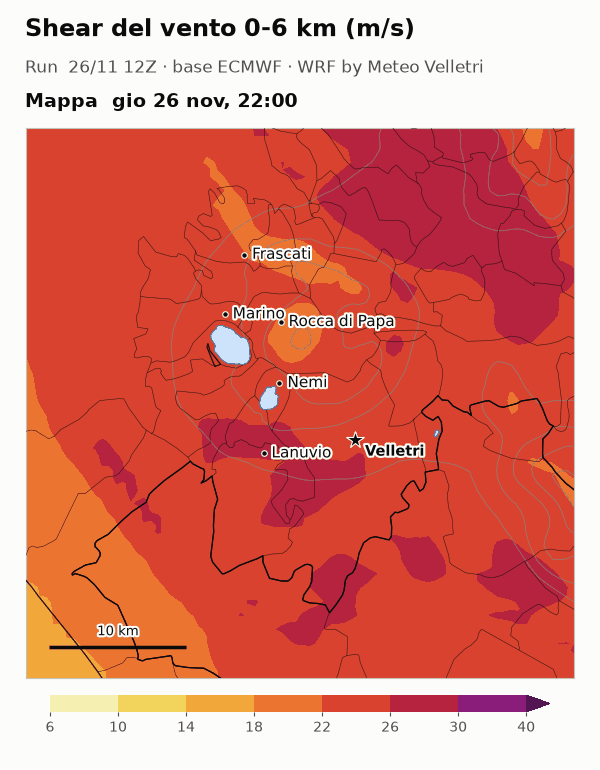 Shear del vento 0-6 km (m/s)
Run  26/11 12Z · base ECMWF · WRF by Meteo Velletri
Mappa  gio 26 nov, 22:00
Frascati
Marino
Rocca di Papa
Nemi
Velletri
Lanuvio
10 km
6 10 14 18 22 26 30 40